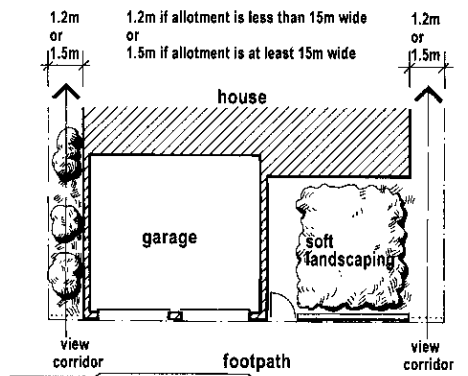 1.2m
or
1.5m
1.2m if allotment is less than 15m wide
or
1.5m if allotment is at least 15m wide
1.2m
or
1.5m
house
garage
soft
landscaping
view
corridor
footpath
view
corridor